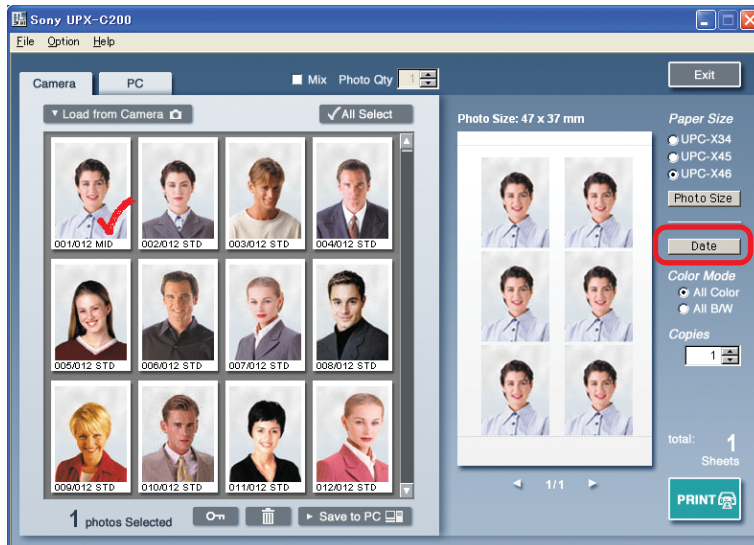 Sony UPX-C200
File Option Help
Camera PC
Mix Photo Qty 1
Exit
▼ Load from Camera
All Select
Photo Size: 47 x 37 mm
Paper Size
UPC-X34
UPC-X45
UPC-X46
Photo Size
Date
Color Mode
All Color
All B/W
Copies
1
001/012 MID 002/012 STD 003/012 STD 004/012 STD
005/012 STD 006/012 STD 007/012 STD 008/012 STD
009/012 STD 010/012 STD 011/012 STD 012/012 STD
1 photos Selected
Save to PC
1/1
total: 1
Sheets
PRINT